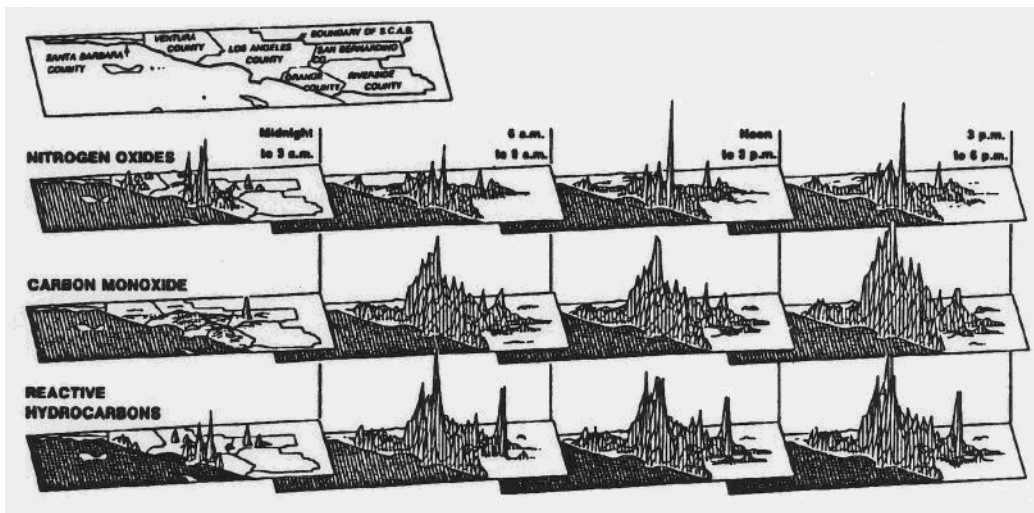 BOUNDARY OF S.C.A.B.
VENTURA
COUNTY
LOS ANGELES
COUNTY
SAN BERNARDINO
CO.
SANTA BARBARA
COUNTY
ORANGE
COUNTY
RIVERSIDE
COUNTY
Midnight
to 3 a.m.
6 a.m.
to 9 a.m.
Noon
to 3 p.m.
3 p.m.
to 6 p.m.
NITROGEN OXIDES
CARBON MONOXIDE
REACTIVE
HYDROCARBONS